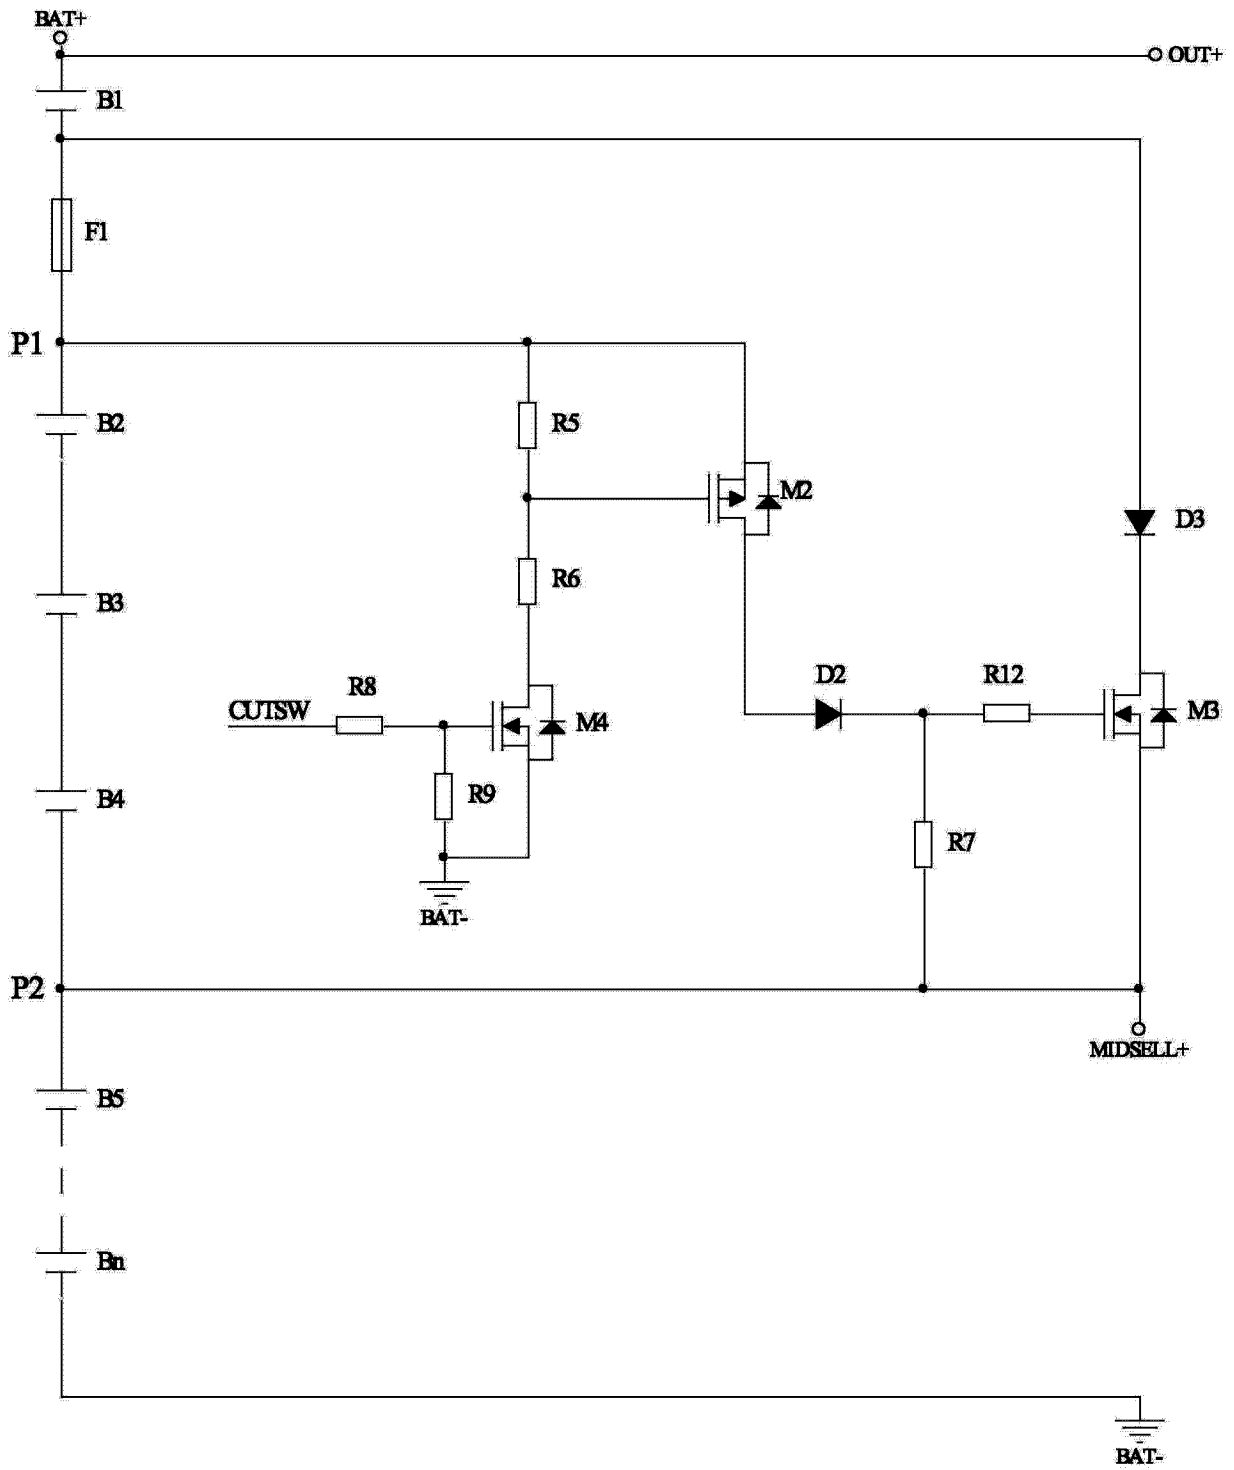 BAT+
OUT+
B1
F1
P1
B2
R5
M2
D3
R6
B3
D2
R12
R8
CUTSW
M4
M3
R9
B4
R7
BAT-
P2
MIDSELL+
B5
Bn
BAT-